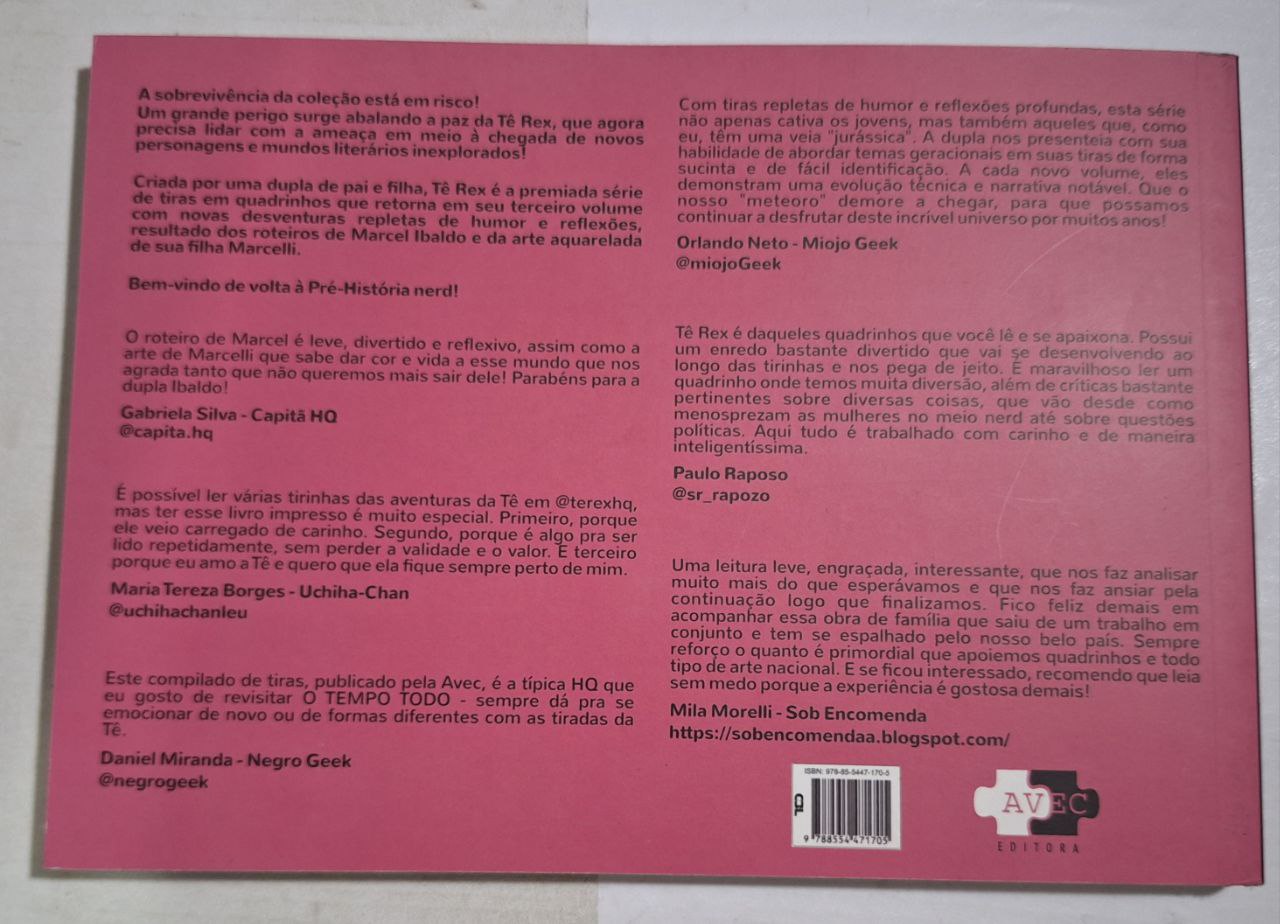 A sobrevivência da coleção está em risco!
Um grande perigo surge abalando a paz da Tê Rex, que agora
precisa lidar com a ameaça em meio à chegada de novos
personagens e mundos literários inexplorados!
Criada por uma dupla de pai e filha, Tê Rex é a premiada série
de tiras em quadrinhos que retorna em seu terceiro volume
com novas desventuras repletas de humor e reflexões,
resultado dos roteiros de Marcel Ibaldo e da arte aquarelada
de sua filha Marcelli.
Bem-vindo de volta à Pré-História nerd!
O roteiro de Marcel é leve, divertido e reflexivo, assim como a
arte de Marcelli que sabe dar cor e vida a esse mundo que nos
agrada tanto que não queremos mais sair dele! Parabéns para a
dupla Ibaldo!
Gabriela Silva - Capitã HQ
@capita.hq
É possível ler várias tirinhas das aventuras da Tê em @terexhq,
mas ter esse livro impresso é muito especial. Primeiro, porque
ele veio carregado de carinho. Segundo, porque é algo pra ser
lido repetidamente, sem perder a validade e o valor. E terceiro
porque eu amo a Tê e quero que ela fique sempre perto de mim.
Maria Tereza Borges - Uchiha-Chan
@uchihachanleu
Este compilado de tiras, publicado pela Avec, é a típica HQ que
eu gosto de revisitar O TEMPO TODO - sempre dá pra se
emocionar de novo ou de formas diferentes com as tiradas da
Tê.
Daniel Miranda - Negro Geek
@negrogeek
Com tiras repletas de humor e reflexões profundas, esta série
não apenas cativa os jovens, mas também aqueles que, como
eu, têm uma veia "jurássica". A dupla nos presenteia com sua
habilidade de abordar temas geracionais em suas tiras de forma
sucinta e de fácil identificação. A cada novo volume, eles
demonstram uma evolução técnica e narrativa notável. Que o
nosso "meteoro" demore a chegar, para que possamos
continuar a desfrutar deste incrível universo por muitos anos!
Orlando Neto - Miojo Geek
@miojoGeek
Tê Rex é daqueles quadrinhos que você lê e se apaixona. Possui
um enredo bastante divertido que vai se desenvolvendo ao
longo das tirinhas e nos pega de jeito. É maravilhoso ler um
quadrinho onde temos muita diversão, além de críticas bastante
pertinentes sobre diversas coisas, que vão desde como
menosprezam as mulheres no meio nerd até sobre questões
políticas. Aqui tudo é trabalhado com carinho e de maneira
inteligentíssima.
Paulo Raposo
@sr_rapozo
Uma leitura leve, engraçada, interessante, que nos faz analisar
muito mais do que esperávamos e que nos faz ansiar pela
continuação logo que finalizamos. Fico feliz demais em
acompanhar essa obra de família que saiu de um trabalho em
conjunto e tem se espalhado pelo nosso belo país. Sempre
reforço o quanto é primordial que apoiemos quadrinhos e todo
tipo de arte nacional. E se ficou interessado, recomendo que leia
sem medo porque a experiência é gostosa demais!
Mila Morelli - Sob Encomenda
https://sobencomendaa.blogspot.com/
ISBN: 978-85-5447-170-5
9 788554 471705
AVEC
EDITORA